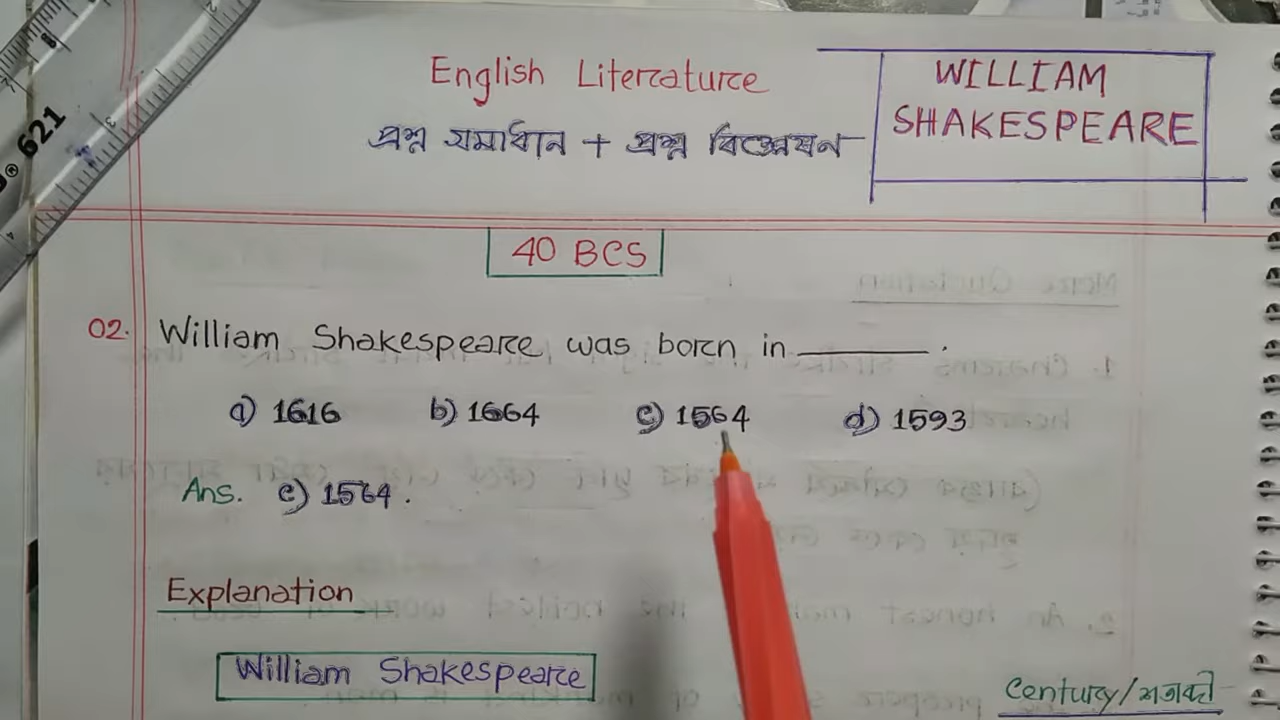 English Literature
WILLIAM
SHAKESPEARE
প্রশ্ন সমাধান + প্রশ্ন বিশ্লেষণ
40 BCS
02. William Shakespeare was born in ______ .
a) 1616 b) 1664 c) 1564 d) 1593
Ans. c) 1564.
Explanation
William Shakespeare
Century/শতাব্দী
621